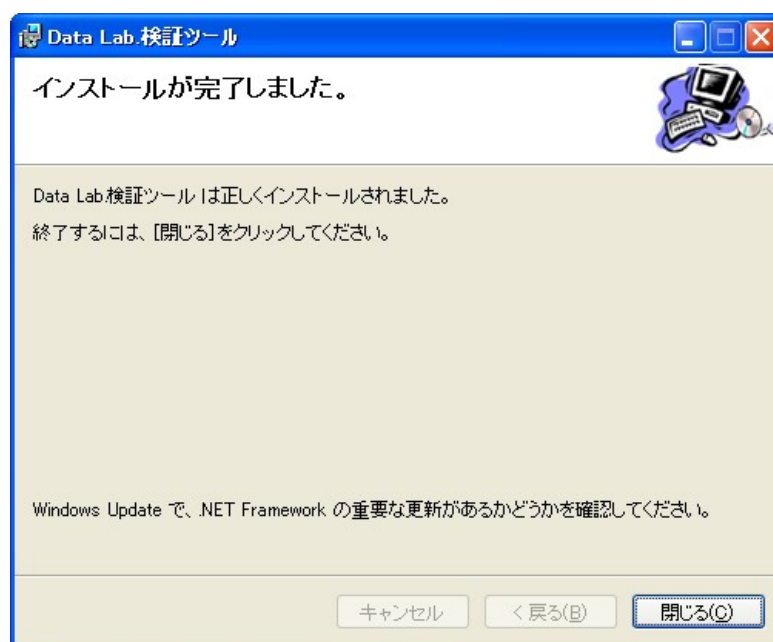 Data Lab.検証ツール
インストールが完了しました。
Data Lab.検証ツール は正しくインストールされました。
終了するには、[閉じる]をクリックしてください。
Windows Update で、.NET Framework の重要な更新があるかどうかを確認してください。
キャンセル
< 戻る(B)
閉じる(C)